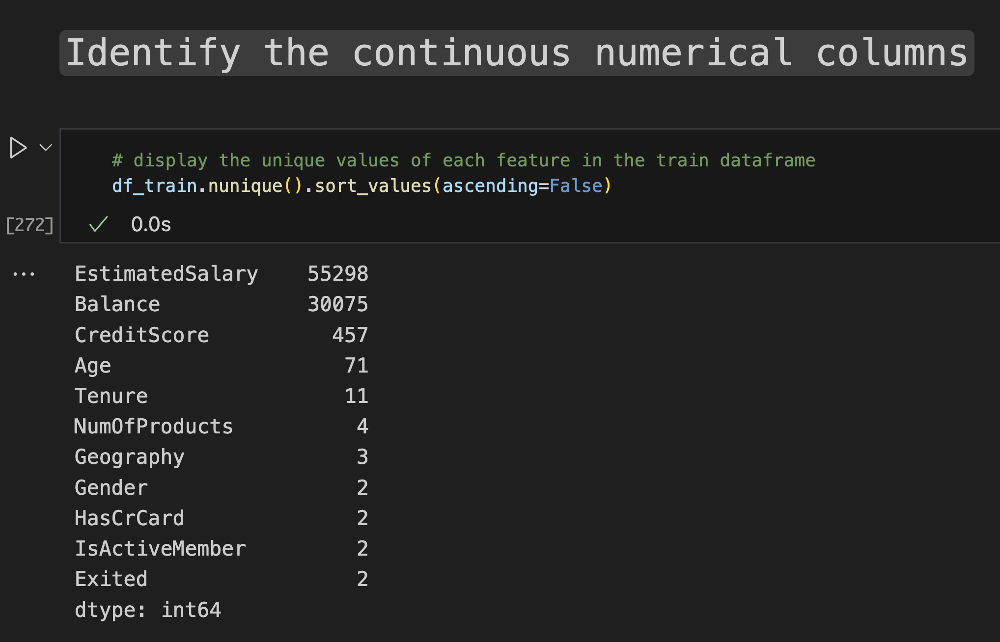 Identify the continuous numerical columns
# display the unique values of each feature in the train dataframe
df_train.nunique().sort_values(ascending=False)
[272]
0.0s
...
EstimatedSalary 55298
Balance 30075
CreditScore 457
Age 71
Tenure 11
NumOfProducts 4
Geography 3
Gender 2
HasCrCard 2
IsActiveMember 2
Exited 2
dtype: int64